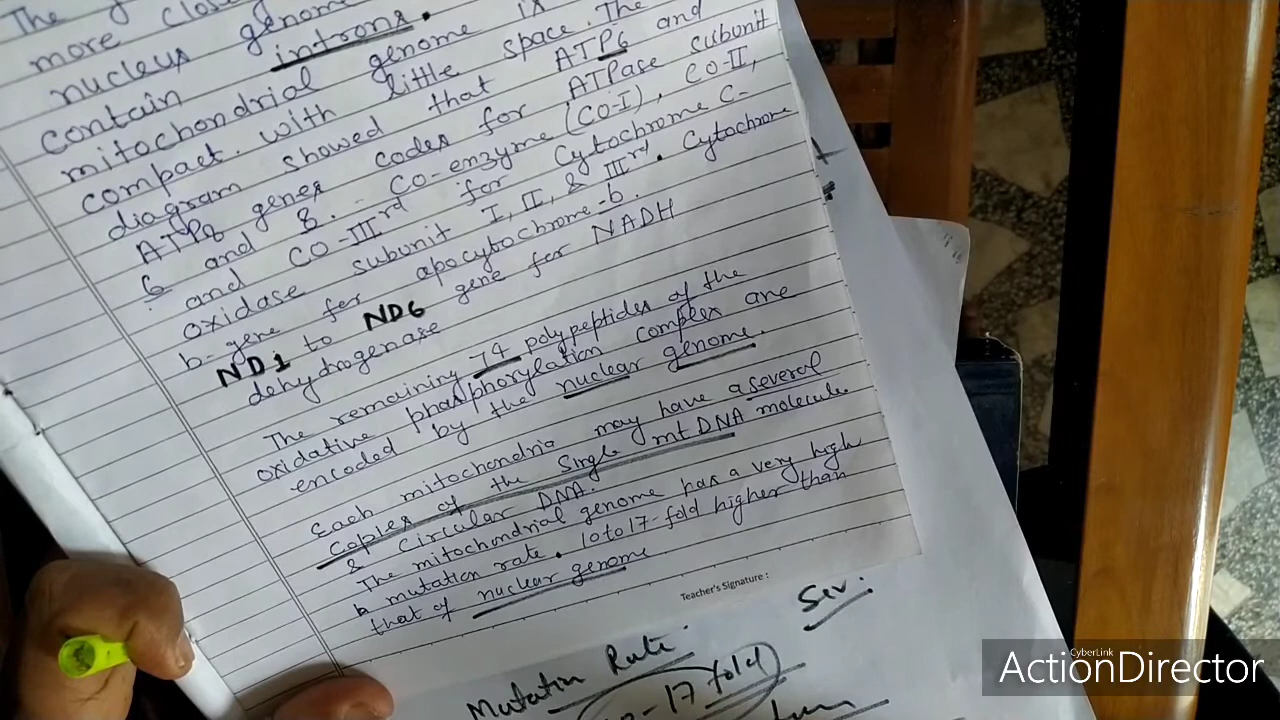 The
more close
nucleus genome
contain introns.
mitochondrial genome is
compact with little space. The
diagram showed that ATP6 and
ATP8 genes codes for ATPase subunit
6 and 8. Co-enzyme (CO-I), CO-II,
and CO-IIIrd for Cytochrome C-
oxidase subunit I, II, & IIIrd. Cytochrome
b-gene for apocytochrome-b.
ND1 to ND6 gene for NADH
dehydrogenase
The remaining 74 polypeptides of the
oxidative phosphorylation complex are
encoded by the nuclear genome.
Each mitochondria may have a several
copies of the single mt DNA molecule
& circular DNA.
The mitochondrial genome has a very high
mutation rate. 10 to 17-fold higher than
that of nuclear genome
Teacher's Signature :
Mutation Rate
17 fold
CyberLink
ActionDirector